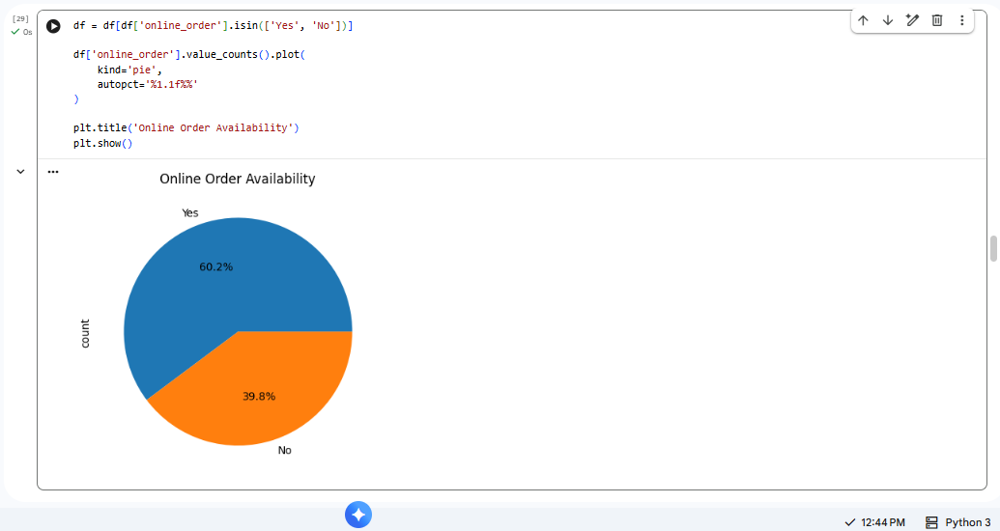 [29]
0s
df = df[df['online_order'].isin(['Yes', 'No'])]
df['online_order'].value_counts().plot(
    kind='pie',
    autopct='%1.1f%%'
)
plt.title('Online Order Availability')
plt.show()
Online Order Availability
Yes
60.2%
count
39.8%
No
12:44 PM
Python 3